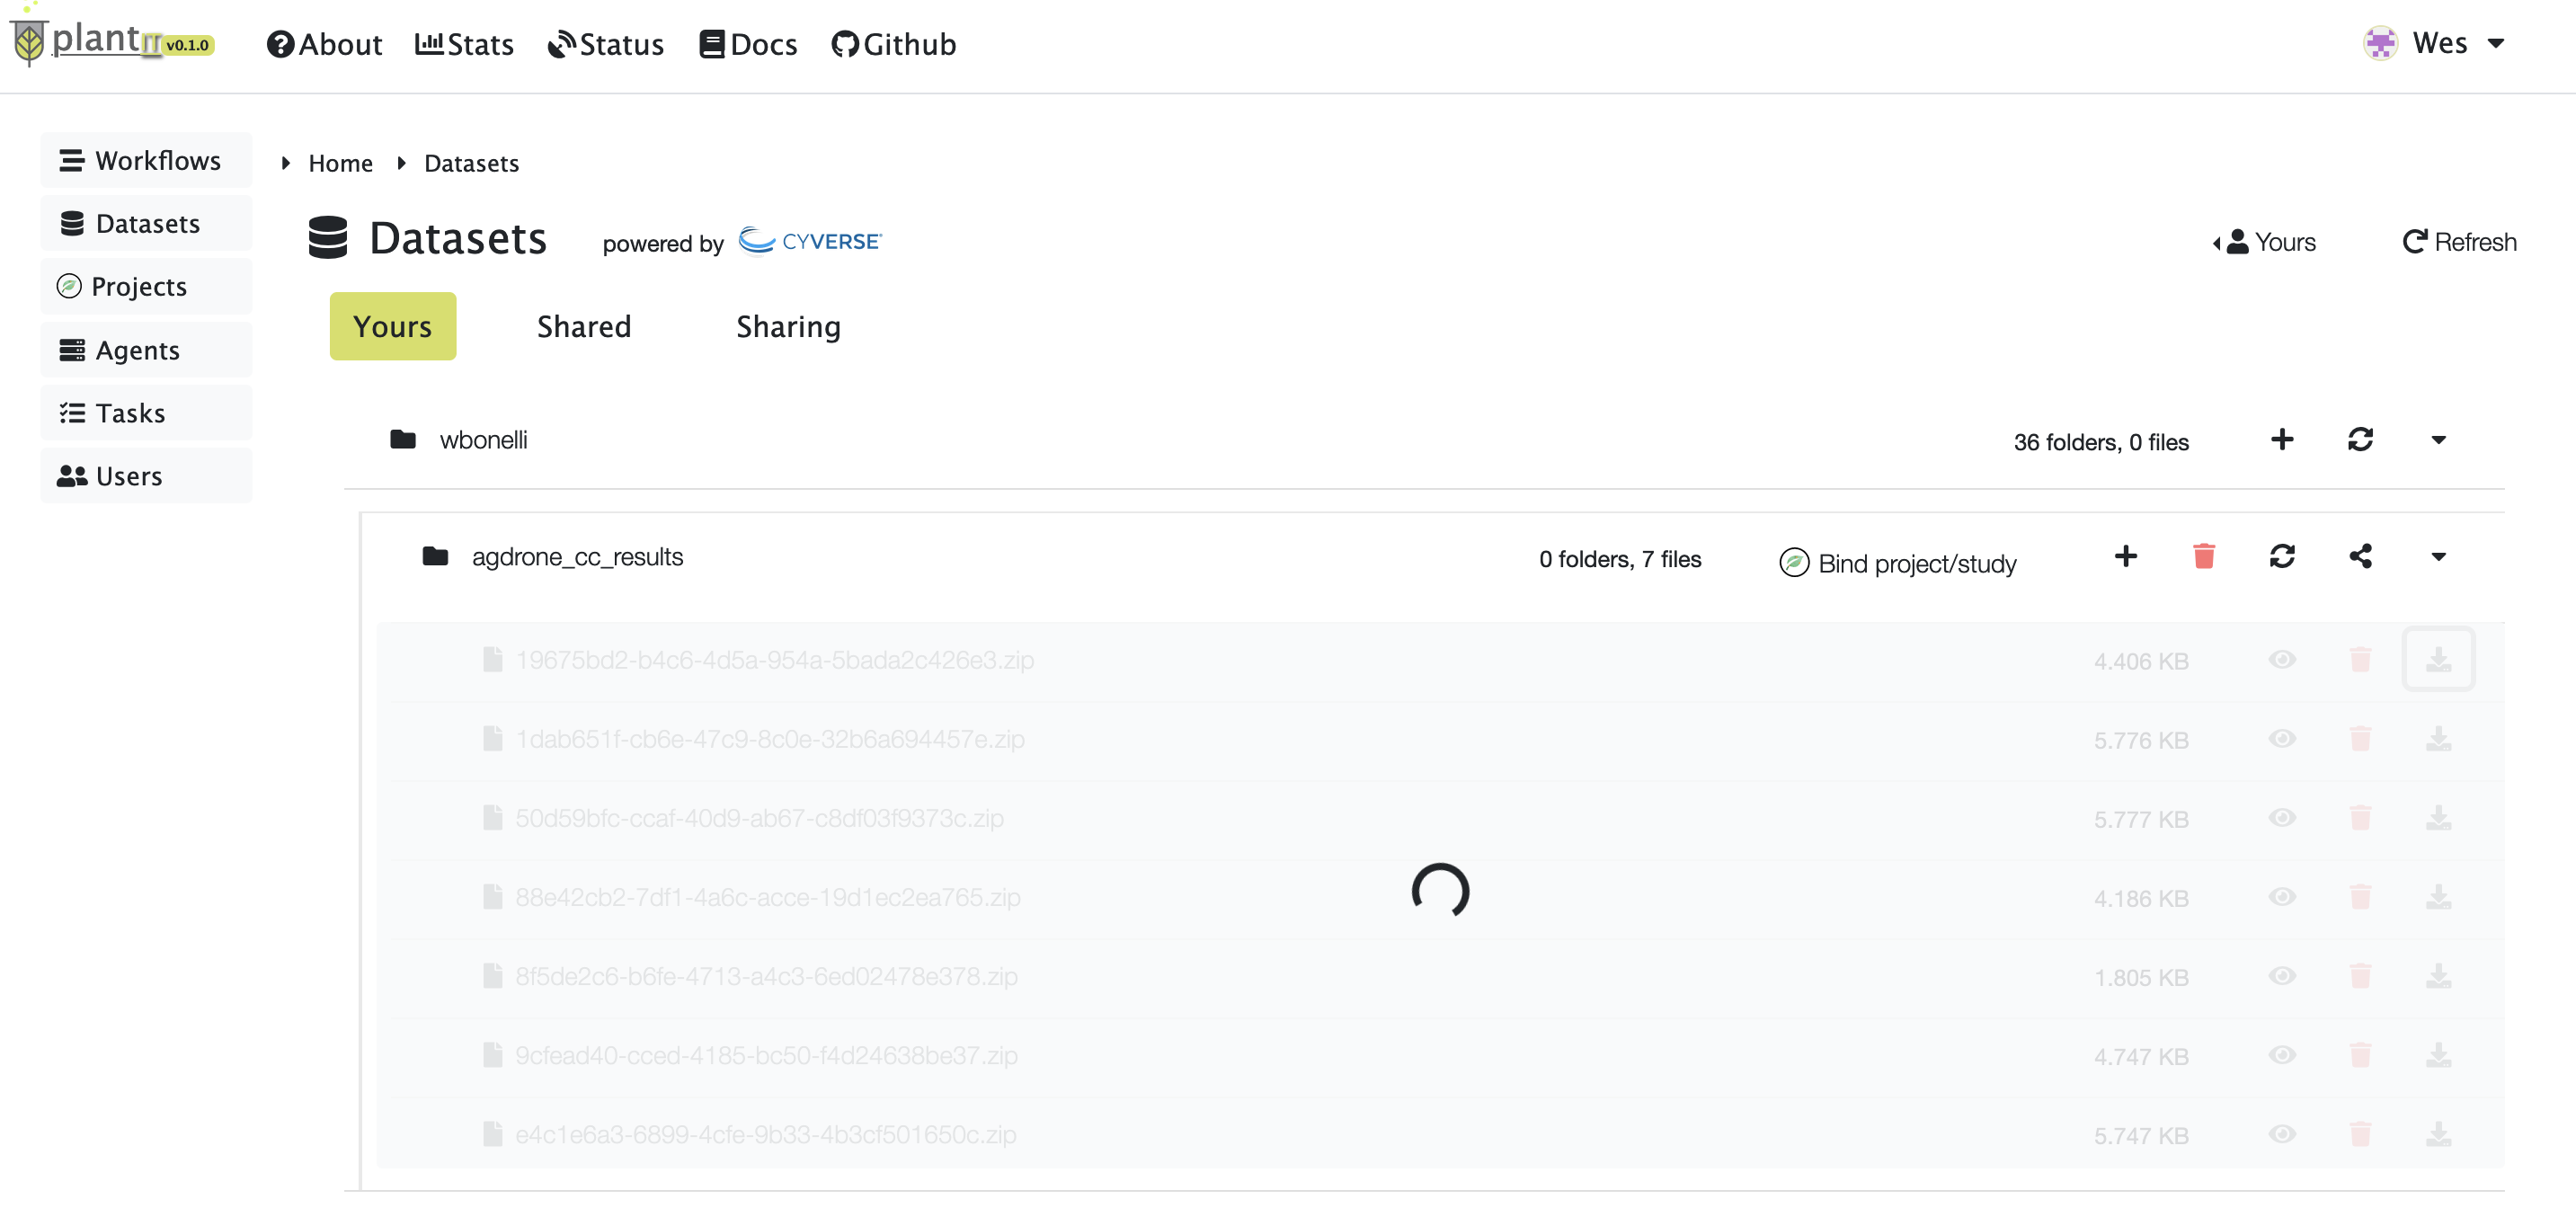 plantIT v0.1.0 About Stats Status Docs Github Wes
Workflows
Datasets
Projects
Agents
Tasks
Users
Home Datasets
Datasets powered by CYVERSE Yours Refresh
Yours Shared Sharing
wbonelli 36 folders, 0 files
agdrone_cc_results 0 folders, 7 files Bind project/study
19675bd2-b4c6-4d5a-954a-5bada2c426e3.zip 4.406 KB
1dab651f-cb6e-47c9-8c0e-32b6a694457e.zip 5.776 KB
50d59bfc-ccaf-40d9-ab67-c8df03f9373c.zip 5.777 KB
88e42cb2-7df1-4a6c-acce-19d1ec2ea765.zip 4.186 KB
8f5de2c6-b6fe-4713-a4c3-6ed02478e378.zip 1.805 KB
9cfead40-cced-4185-bc50-f4d24638be37.zip 4.747 KB
e4c1e6a3-6899-4cfe-9b33-4b3cf501650c.zip 5.747 KB